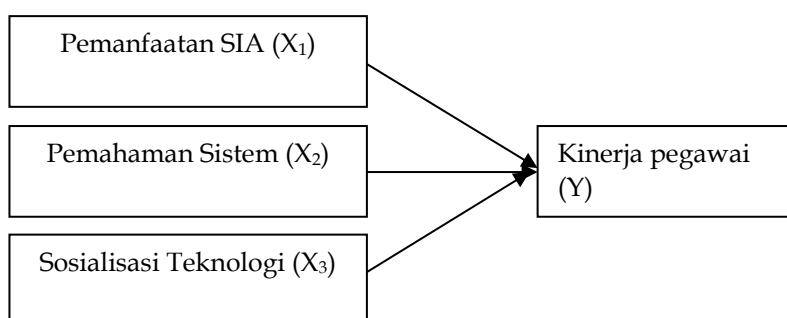 Pemanfaatan SIA (X₁)
Pemahaman Sistem (X₂)
Sosialisasi Teknologi (X₃)
Kinerja pegawai
(Y)